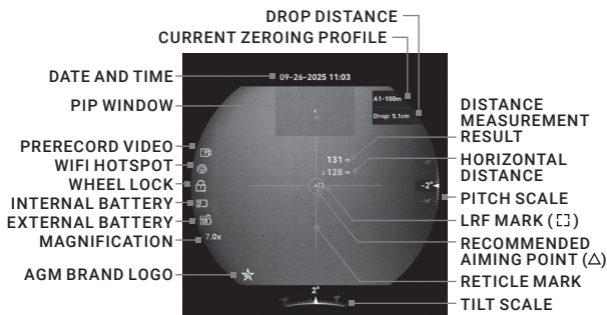 DROP DISTANCE
CURRENT ZEROING PROFILE
DATE AND TIME
09-26-2025 11:03
PIP WINDOW
A1-100m
Drop: 5.1cm
DISTANCE
MEASUREMENT
RESULT
PRERECORD VIDEO
WIFI HOTSPOT
131 m
HORIZONTAL
DISTANCE
128 m
WHEEL LOCK
-2°
PITCH SCALE
INTERNAL BATTERY
LRF MARK ( )
EXTERNAL BATTERY
MAGNIFICATION
7.0x
RECOMMENDED
AIMING POINT (△)
AGM BRAND LOGO
RETICLE MARK
2°
TILT SCALE